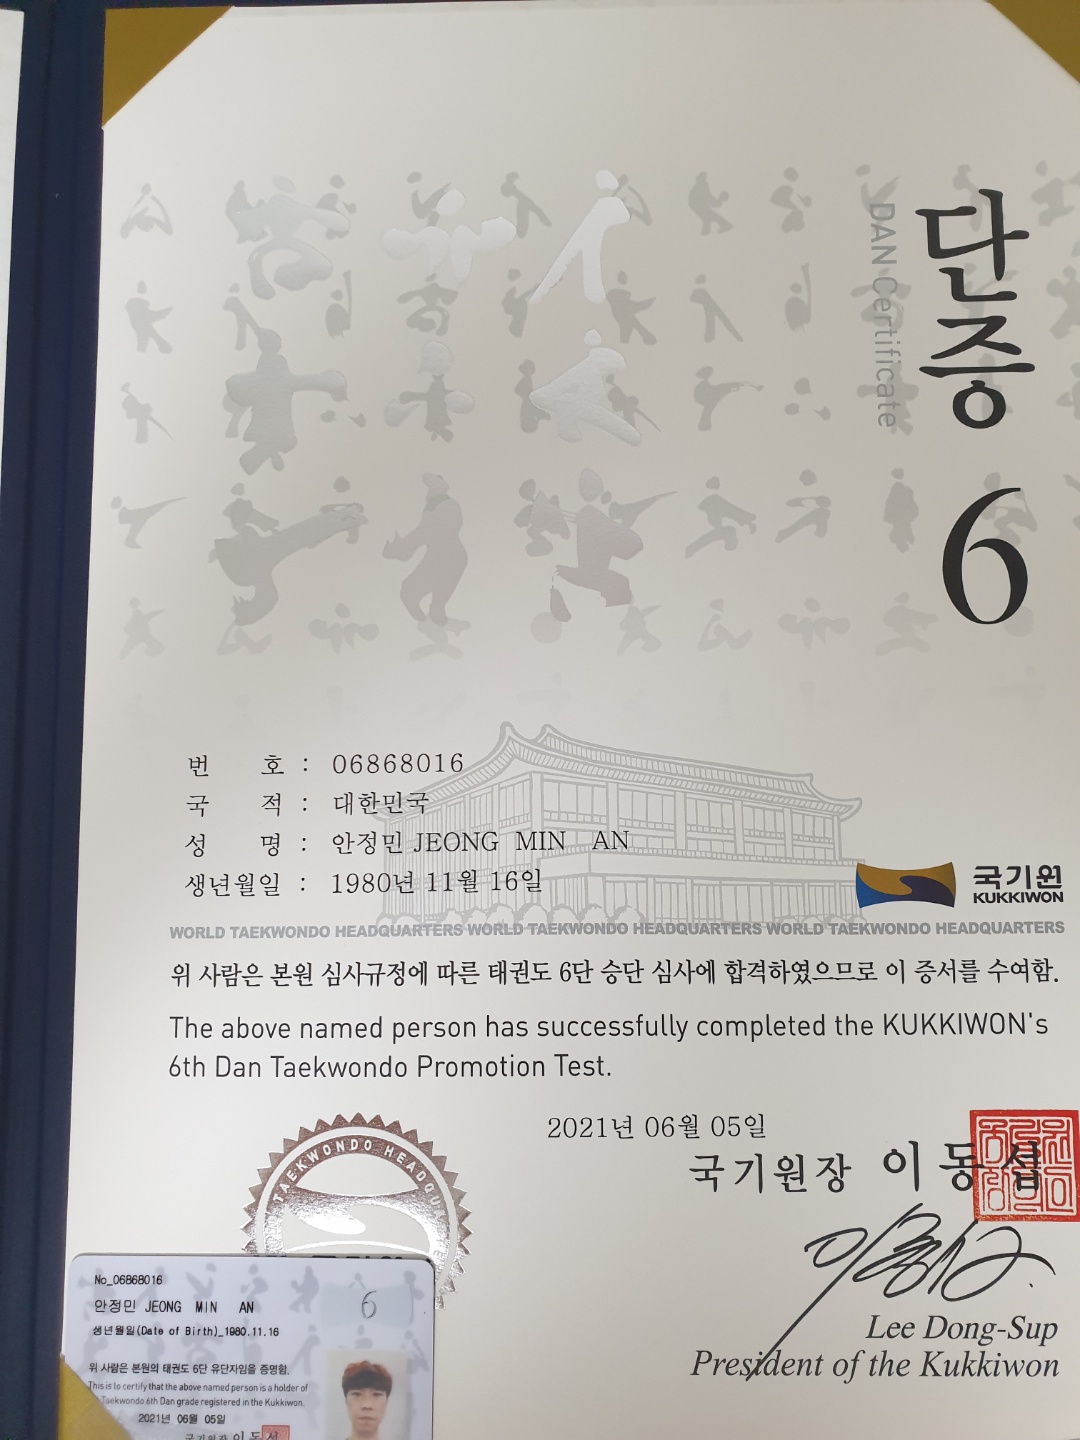 단증
DAN Certificate
6
번 호 : 06868016
국 적 : 대한민국
성 명 : 안정민 JEONG MIN AN
생년월일 : 1980년 11월 16일
국기원
KUKKIWON
WORLD TAEKWONDO HEADQUARTERS WORLD TAEKWONDO HEADQUARTERS WORLD TAEKWONDO HEADQUARTERS
위 사람은 본원 심사규정에 따른 태권도 6단 승단 심사에 합격하였으므로 이 증서를 수여함.
The above named person has successfully completed the KUKKIWON's
6th Dan Taekwondo Promotion Test.
2021년 06월 05일
국기원장 이동섭
Lee Dong-Sup
President of the Kukkiwon
TAEKWONDO
No_06868016
6
안정민 JEONG MIN AN
생년월일(Date of Birth)_1980.11.16
위 사람은 본원의 태권도 6단 유단자임을 증명함.
This is to certify that the above named person is a holder of
Taekwondo 6th Dan grade registered in the Kukkiwon.
2021년 06월 05일
국기원장 이동섭